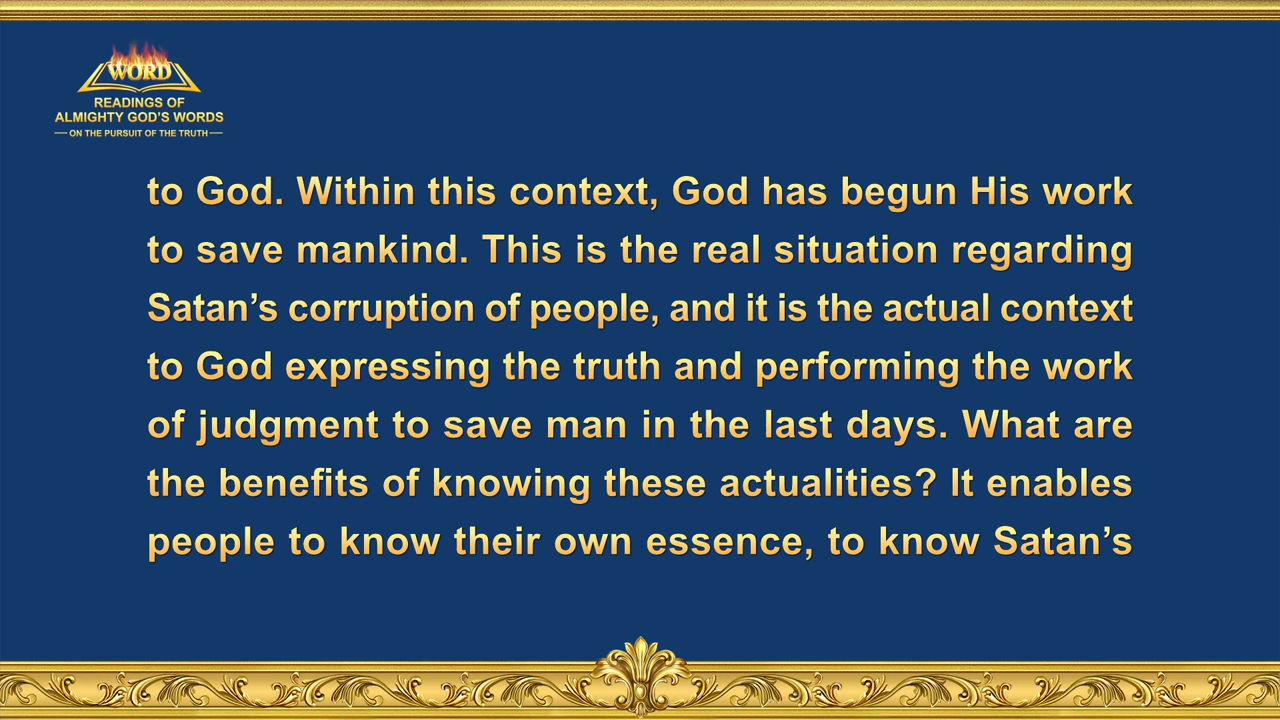 WORD
READINGS OF
ALMIGHTY GOD'S WORDS
— ON THE PURSUIT OF THE TRUTH —
to God. Within this context, God has begun His work
to save mankind. This is the real situation regarding
Satan’s corruption of people, and it is the actual context
to God expressing the truth and performing the work
of judgment to save man in the last days. What are
the benefits of knowing these actualities? It enables
people to know their own essence, to know Satan’s